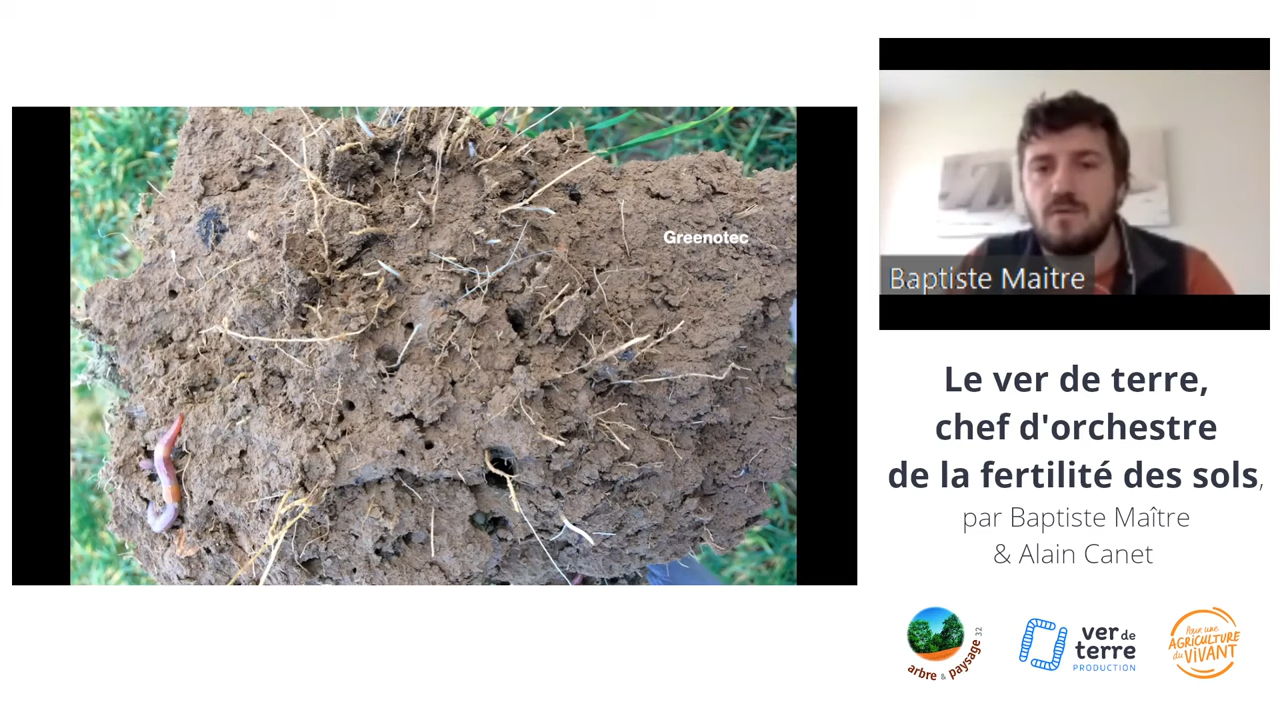 Greenotec
Baptiste Maitre
Le ver de terre,
chef d'orchestre
de la fertilité des sols,
par Baptiste Maître
& Alain Canet
arbre & paysage 32
ver de
terre
PRODUCTION
Pour une
AGRICULTURE
du VIVANT